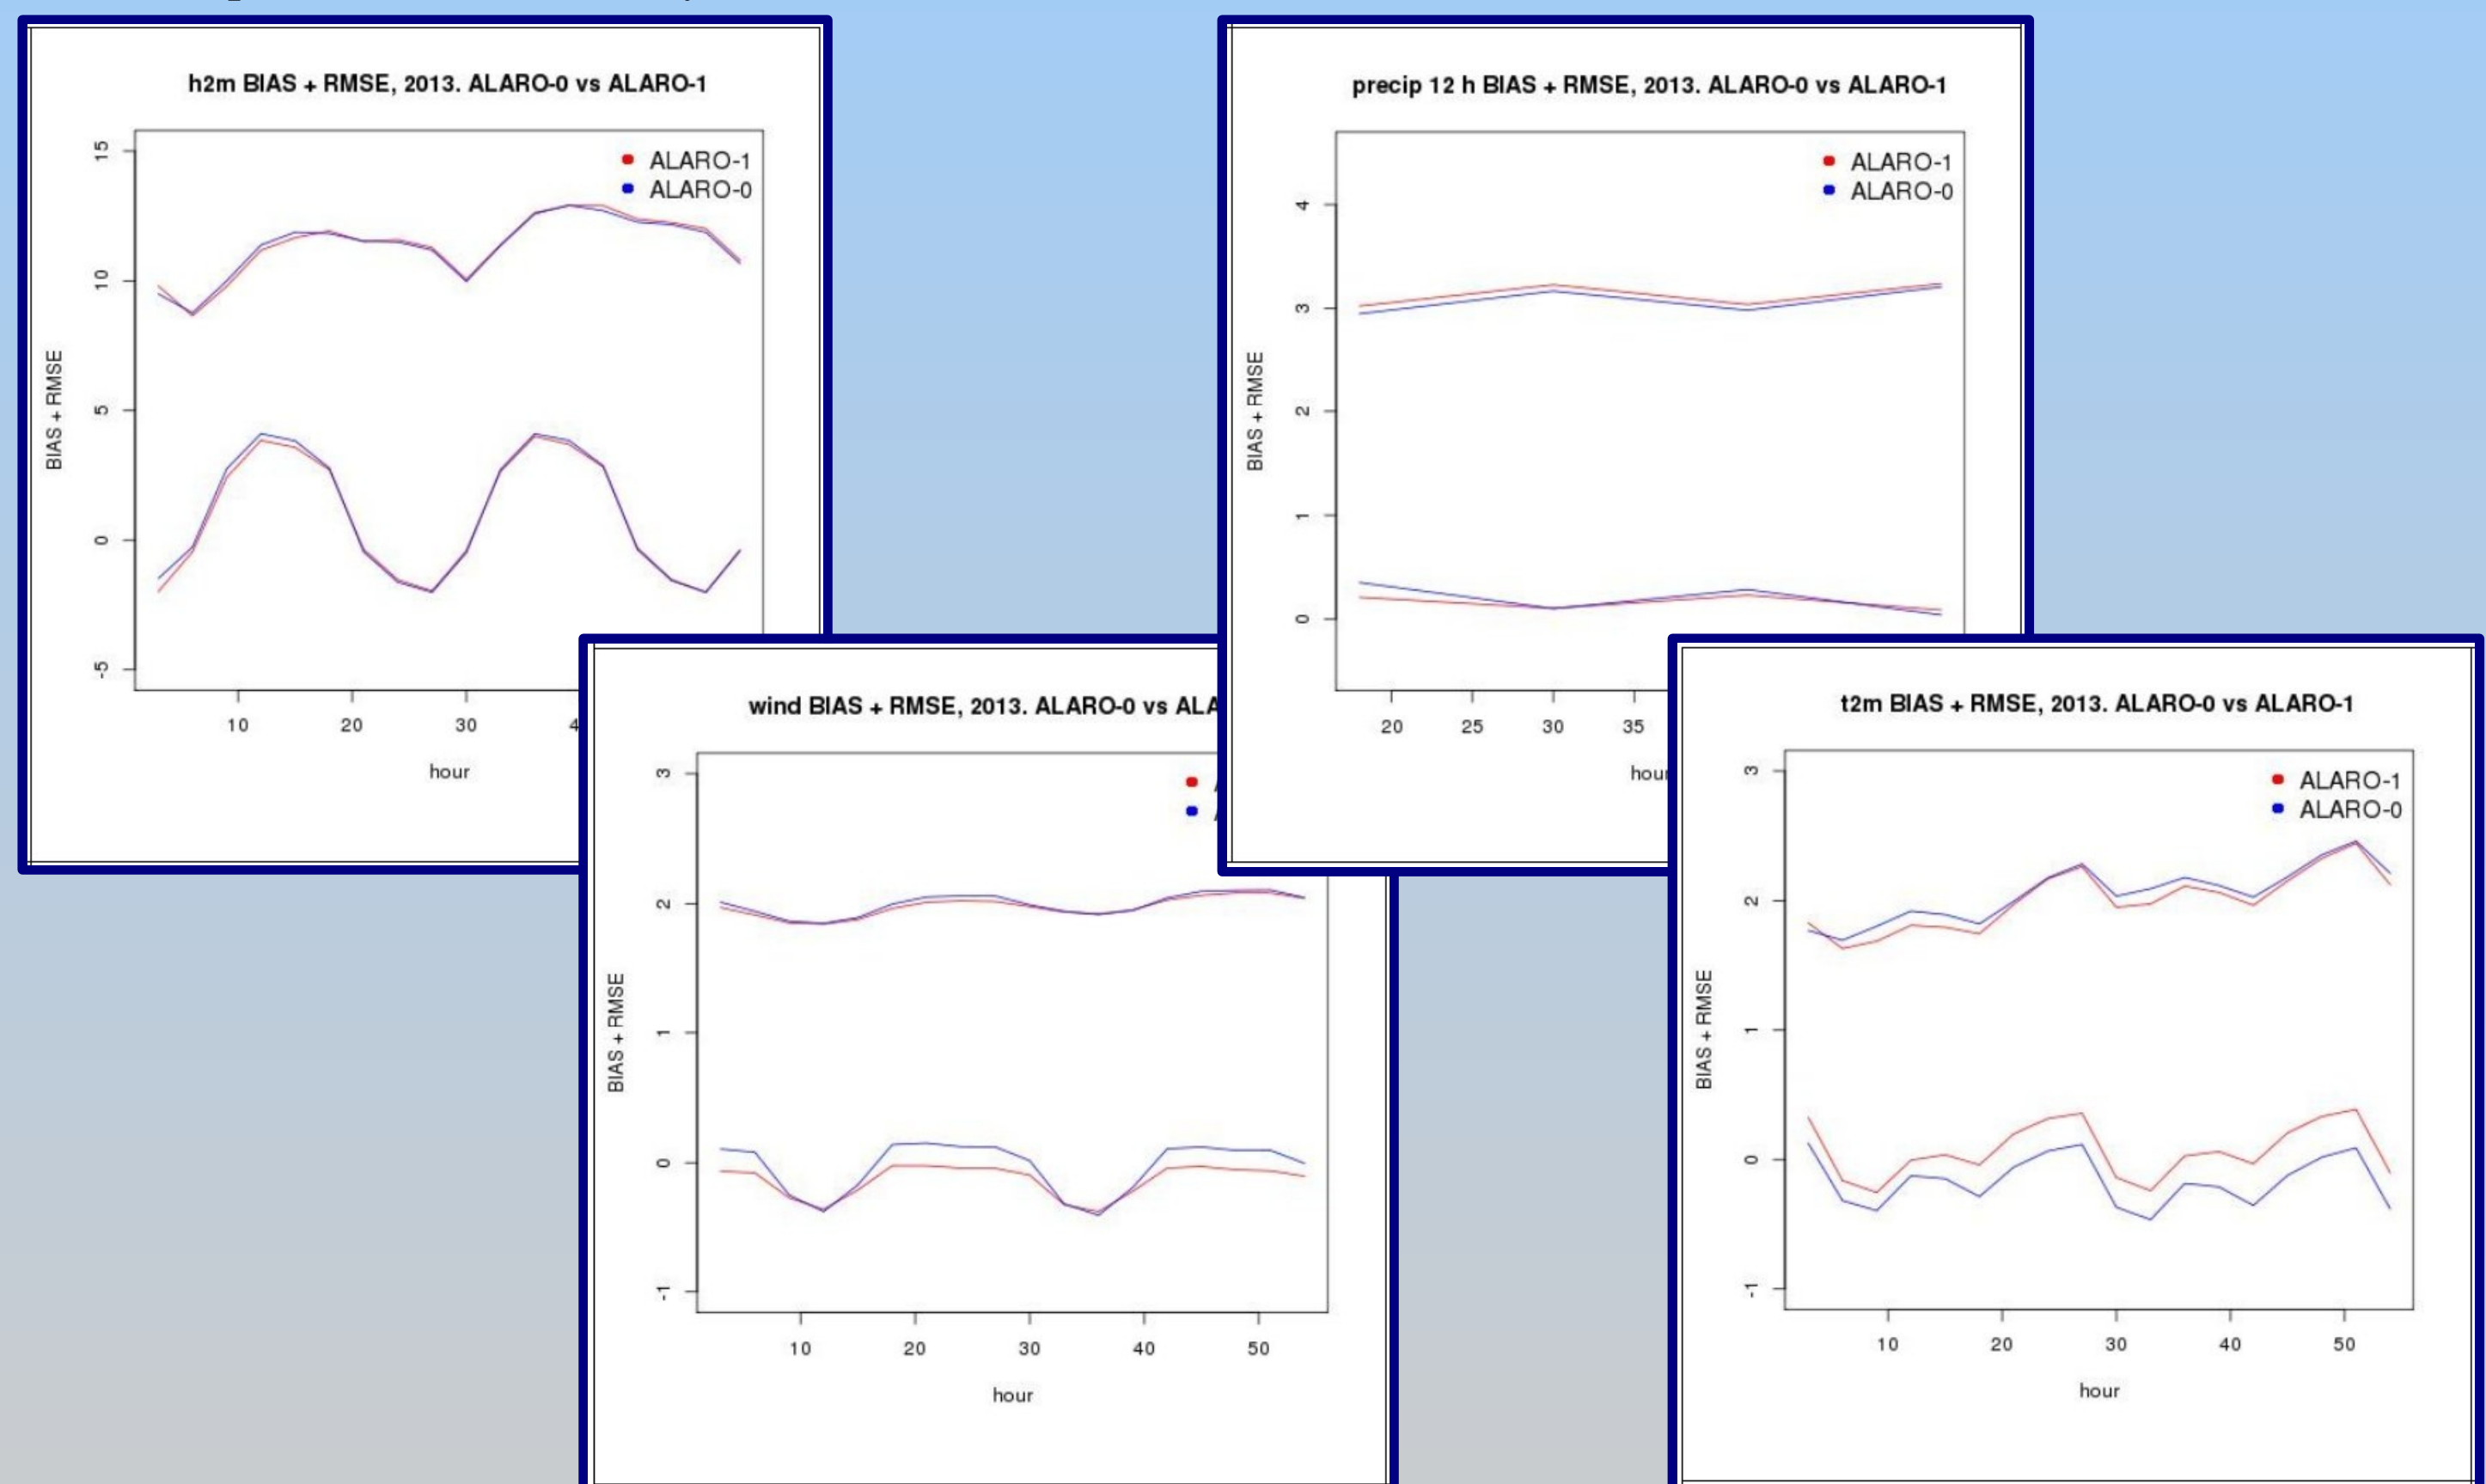 h2m BIAS + RMSE, 2013. ALARO-0 vs ALARO-1
ALARO-1
ALARO-0
15
10
5
0
-5
BIAS + RMSE
10
20
30
hour
precip 12 h BIAS + RMSE, 2013. ALARO-0 vs ALARO-1
ALARO-1
ALARO-0
4
3
2
1
0
BIAS + RMSE
20
25
30
35
wind BIAS + RMSE, 2013. ALARO-0 vs
3
2
1
0
-1
BIAS + RMSE
10
20
30
40
50
hour
t2m BIAS + RMSE, 2013. ALARO-0 vs ALARO-1
ALARO-1
ALARO-0
3
2
1
0
-1
BIAS + RMSE
10
20
30
40
50
hour